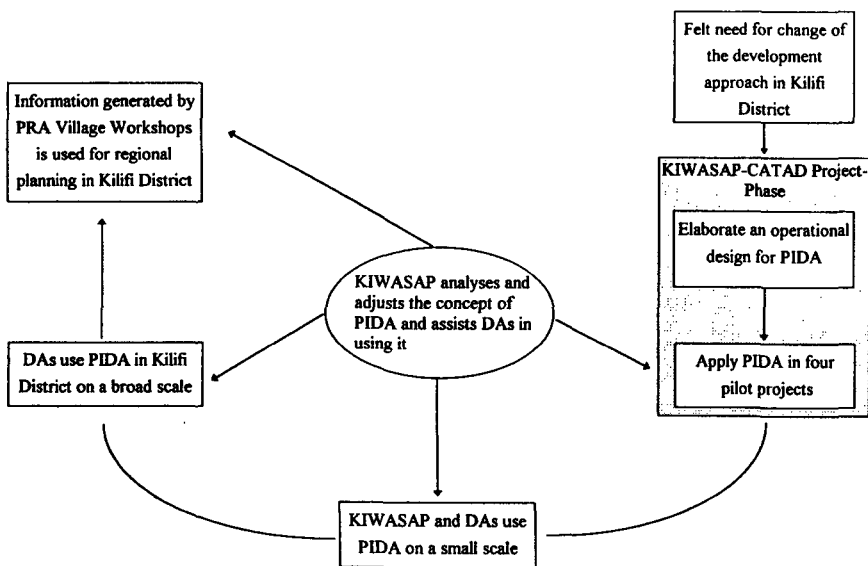 Felt need for change of
the development
approach in Kilifi
District
Information generated by
PRA Village Workshops
is used for regional
planning in Kilifi District
KIWASAP-CATAD Project-
Phase
Elaborate an operational
design for PIDA
KIWASAP analyses and
adjusts the concept of
PIDA and assists DAs in
using it
DAs use PIDA in Kilifi
District on a broad scale
Apply PIDA in four
pilot projects
KIWASAP and DAs use
PIDA on a small scale